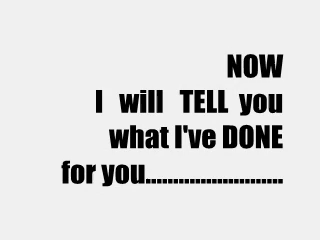 NOW
I will TELL you
what I've DONE
for you.........................